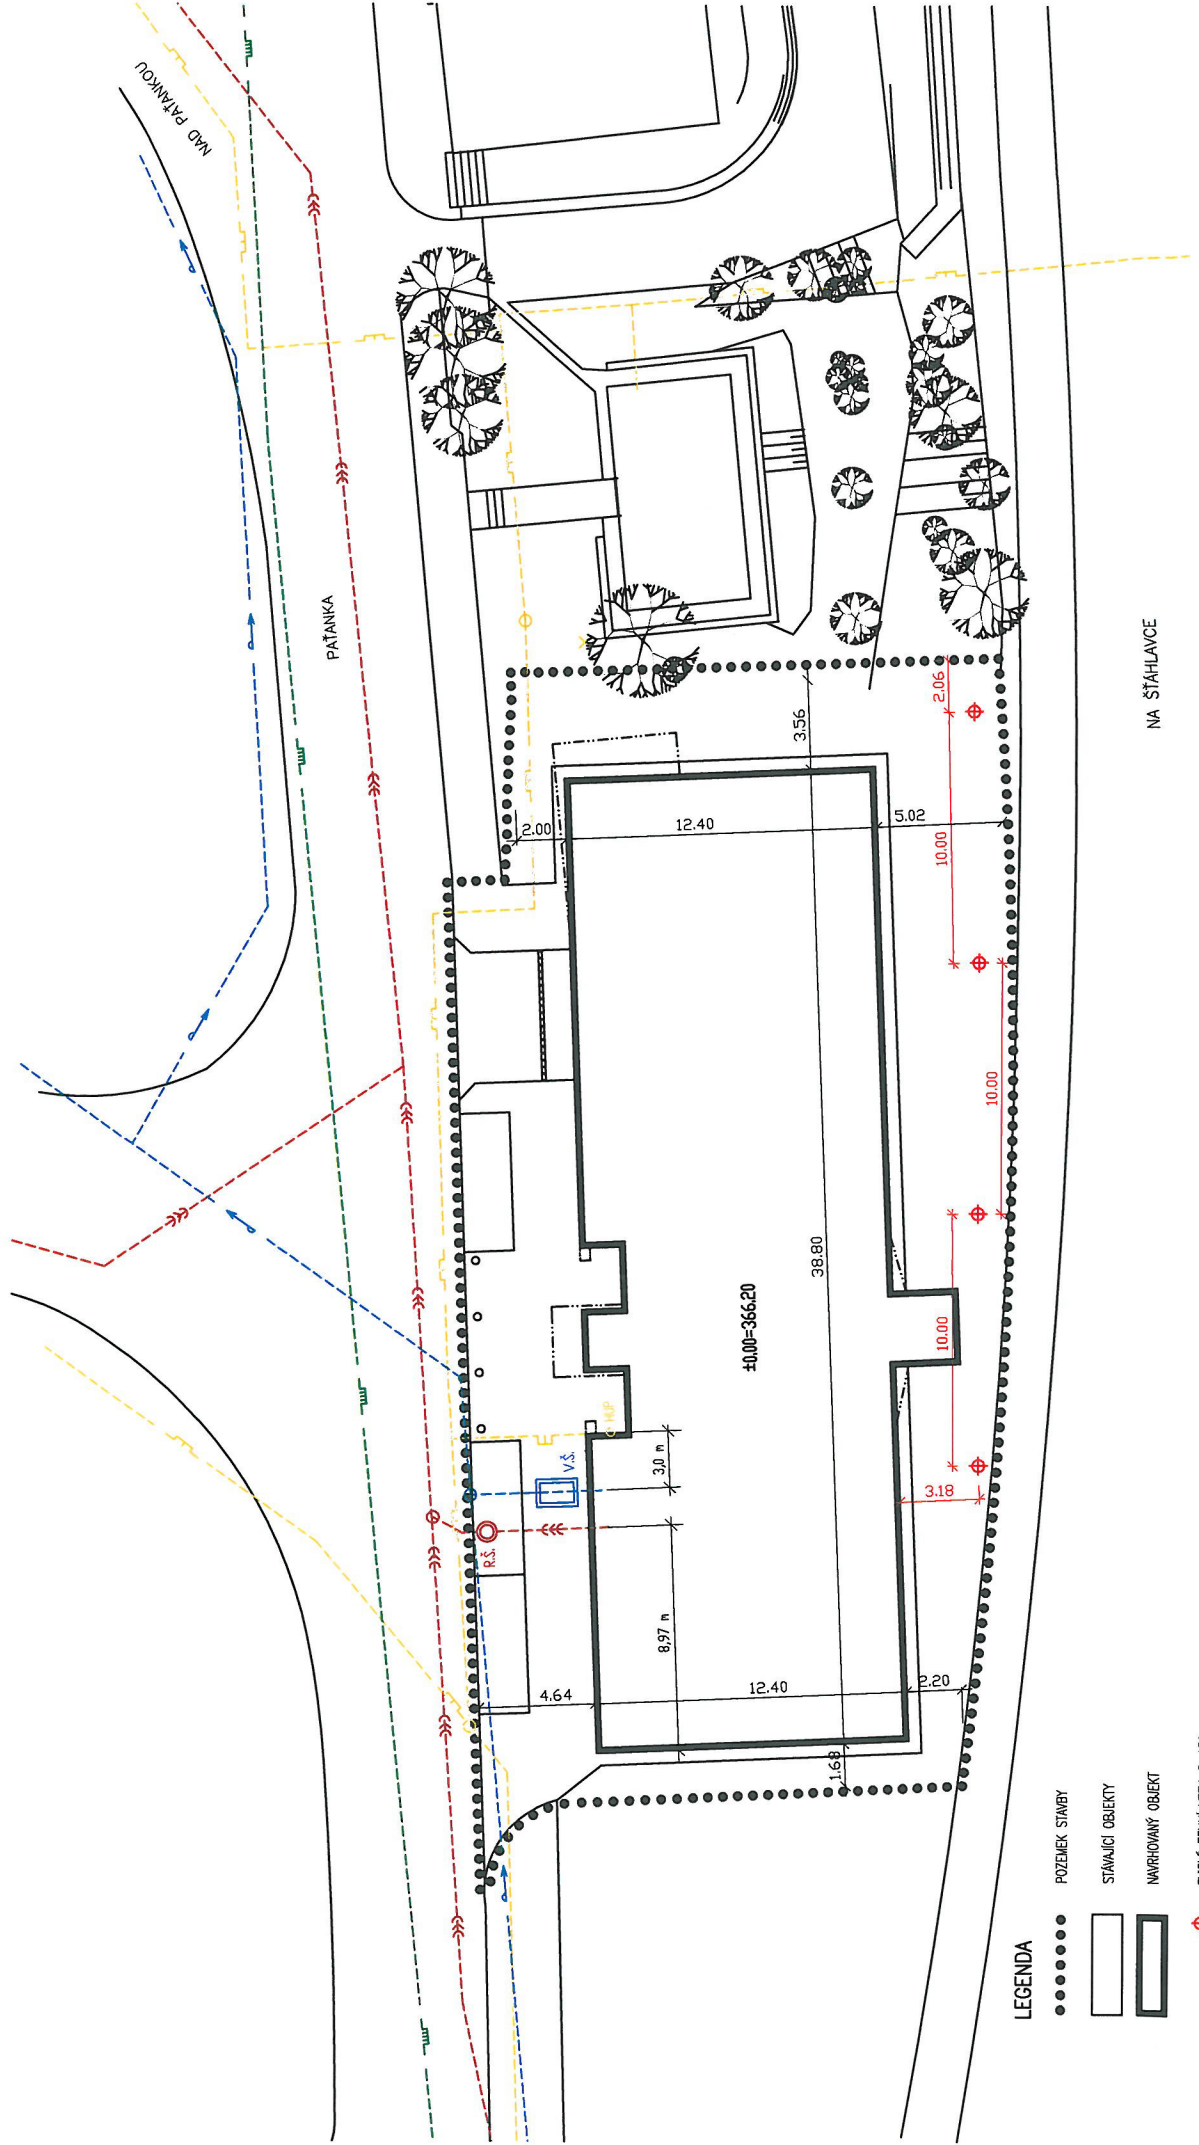 NAD PAŤANKOU
PAŤANKA
NA ŠŤÁHLAVCE
2.06
3.56
2.00
12.40
5.02
10.00
10.00
38.80
±0,00=366,20
10.00
HUP
3,0 m
V.Š.
3.18
R.Š.
8,97 m
4.64
12.40
2.20
1.68
LEGENDA
POZEMEK STAVBY
STÁVAJÍCÍ OBJEKTY
NAVRHOVANÝ OBJEKT